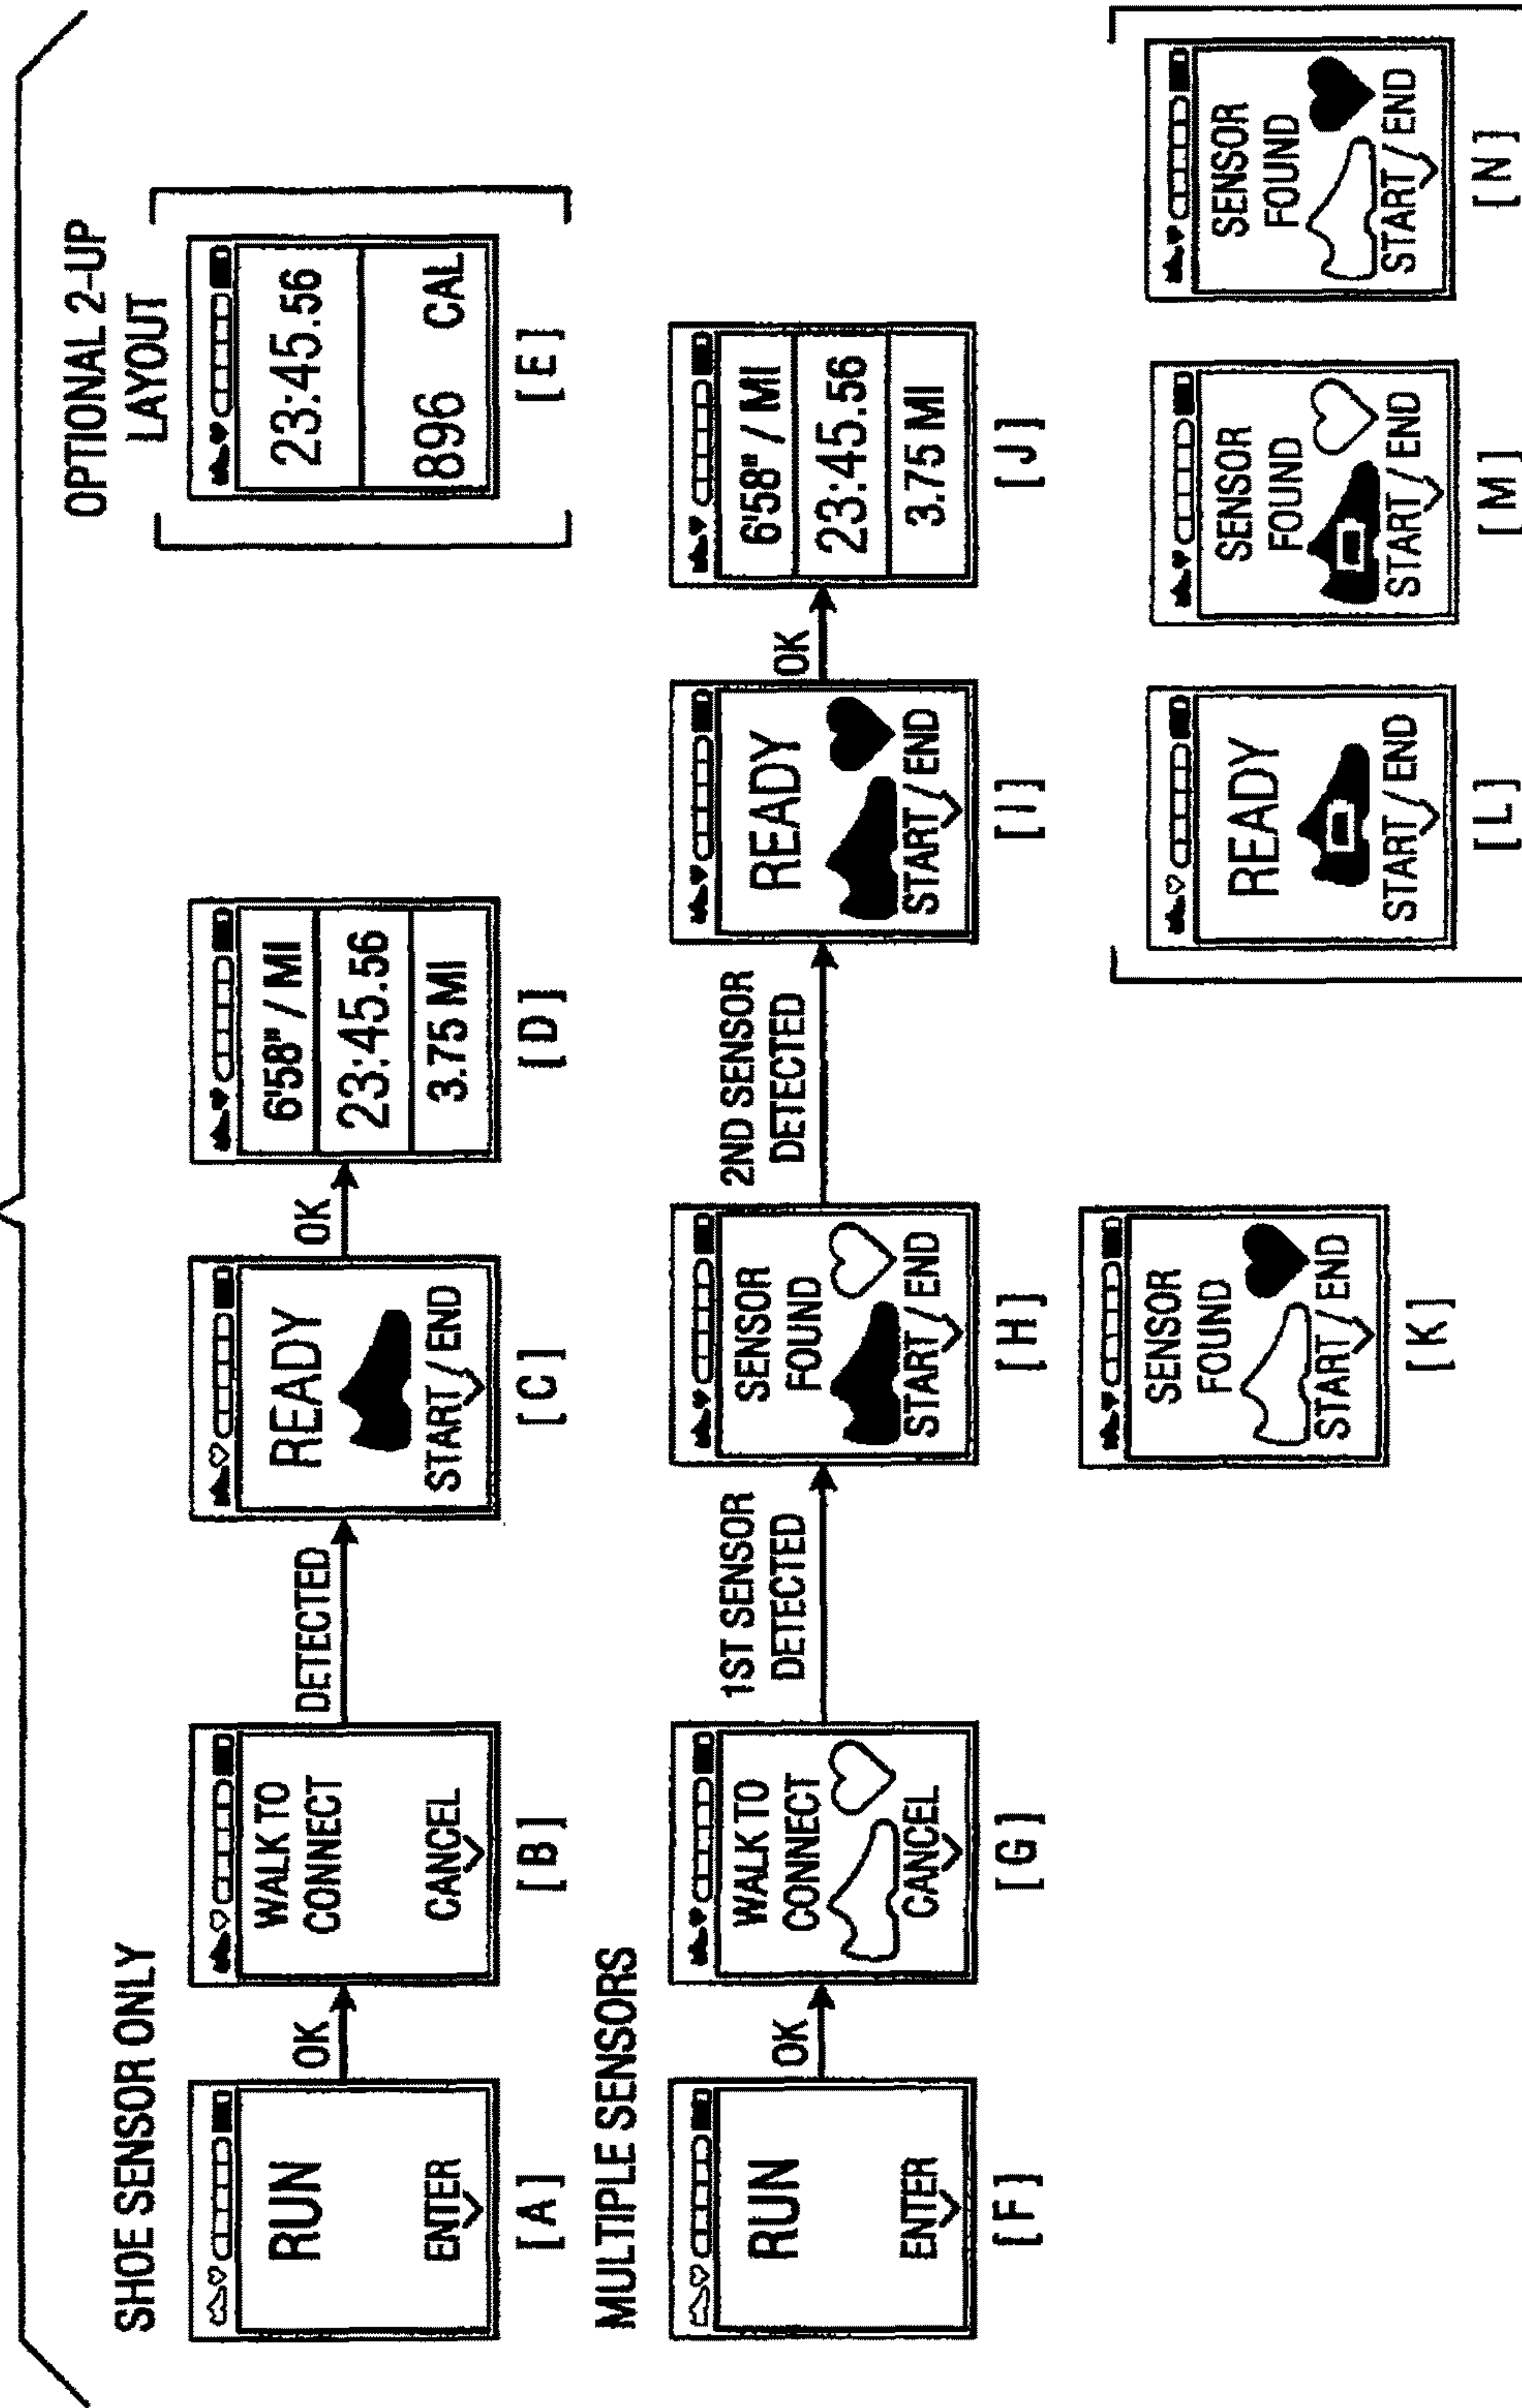 SHOE SENSOR ONLY
RUN
ENTER
[A]
OK
WALK TO
CONNECT
CANCEL
[B]
DETECTED
READY
START / END
[C]
OK
6'58" / MI
23:45.56
3.75 MI
[D]
OPTIONAL 2-UP
LAYOUT
23:45.56
896 CAL
[E]
MULTIPLE SENSORS
RUN
ENTER
[F]
OK
WALK TO
CONNECT
CANCEL
[G]
1ST SENSOR
DETECTED
SENSOR
FOUND
START / END
[H]
2ND SENSOR
DETECTED
READY
START / END
[I]
OK
6'58" / MI
23:45.56
3.75 MI
[J]
SENSOR
FOUND
START / END
[K]
READY
START / END
[L]
SENSOR
FOUND
START / END
[M]
SENSOR
FOUND
START / END
[N]